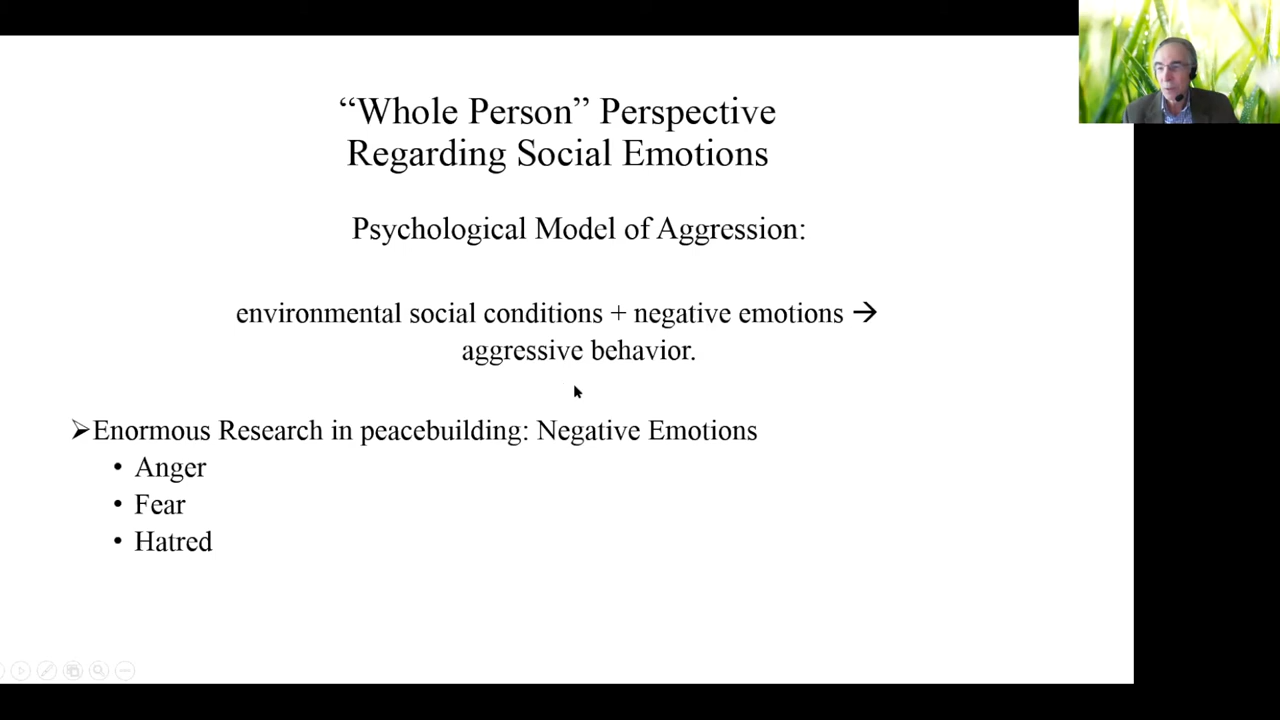 “Whole Person” Perspective
Regarding Social Emotions
Psychological Model of Aggression:
environmental social conditions + negative emotions →
aggressive behavior.
➢Enormous Research in peacebuilding: Negative Emotions
• Anger
• Fear
• Hatred